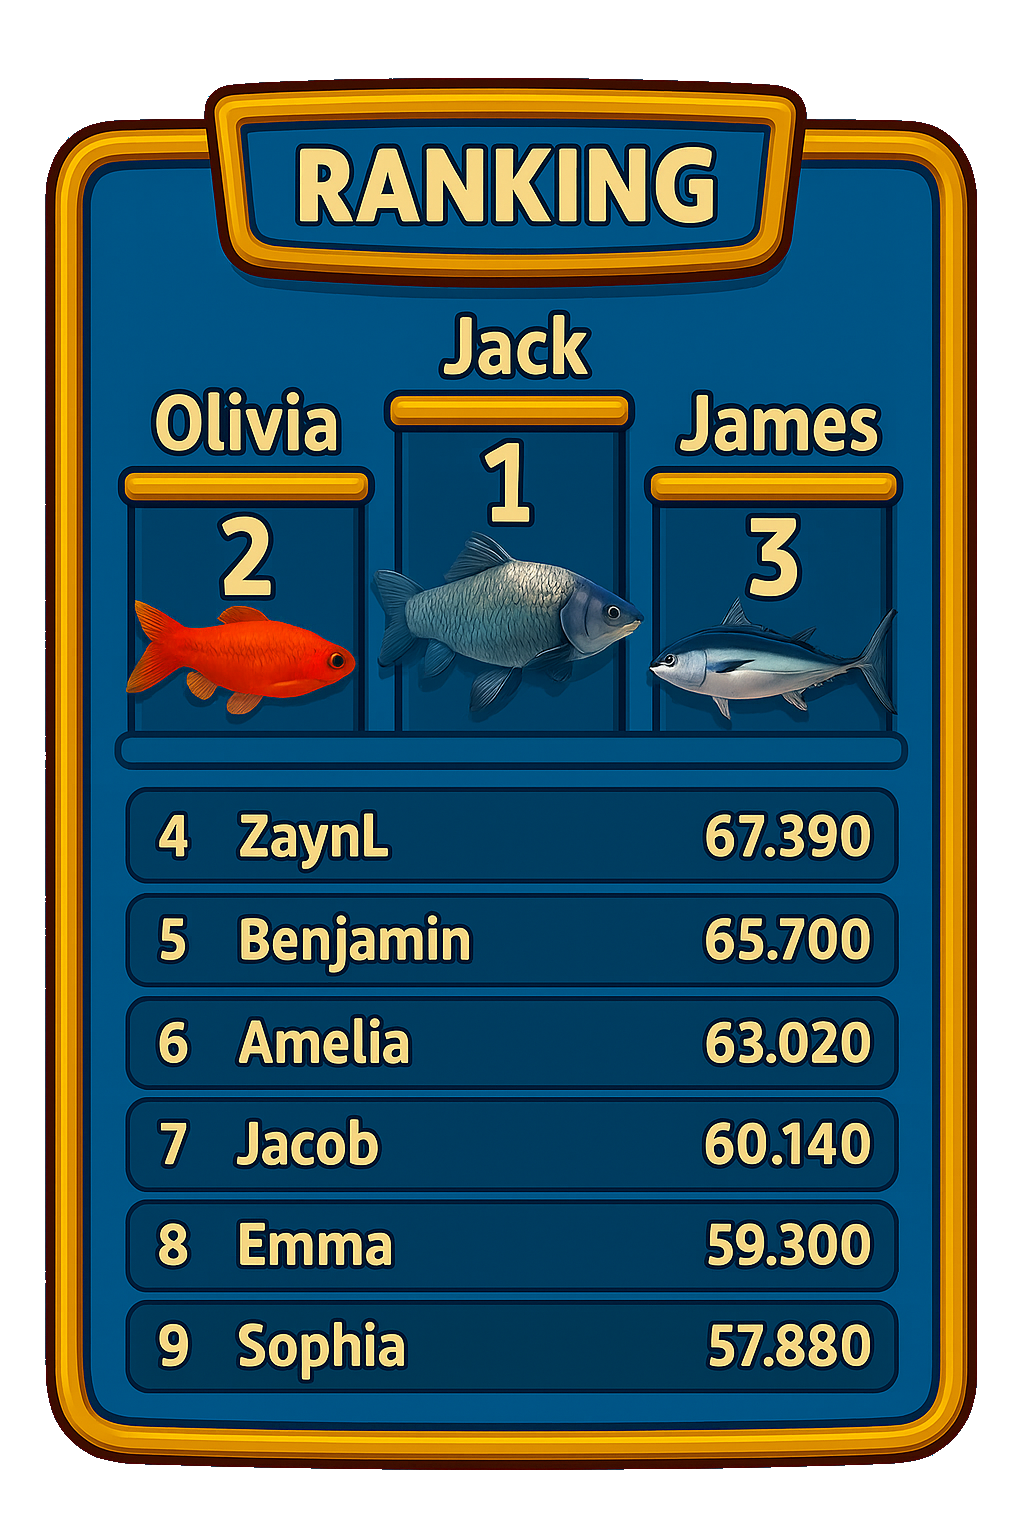 RANKING
Jack
Olivia
James
1
2
3
4 ZaynL 67.390
5 Benjamin 65.700
6 Amelia 63.020
7 Jacob 60.140
8 Emma 59.300
9 Sophia 57.880